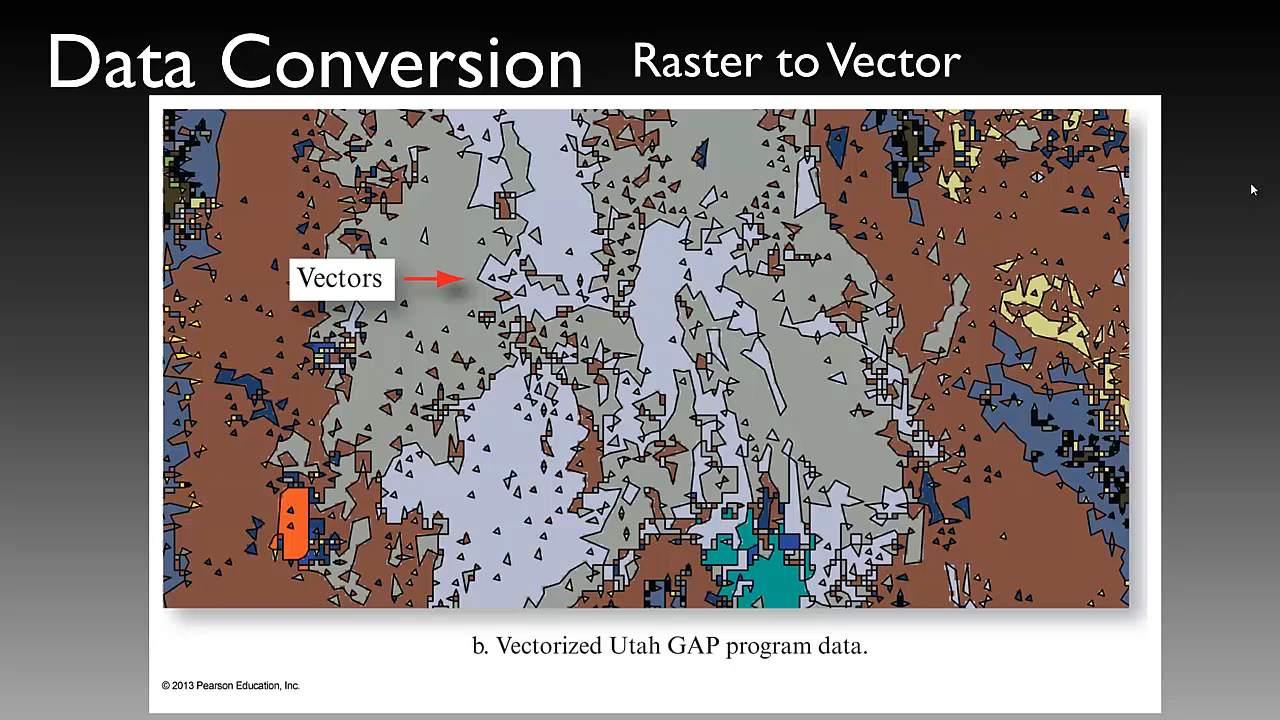 Data Conversion Raster to Vector
Vectors
b. Vectorized Utah GAP program data.
© 2013 Pearson Education, Inc.